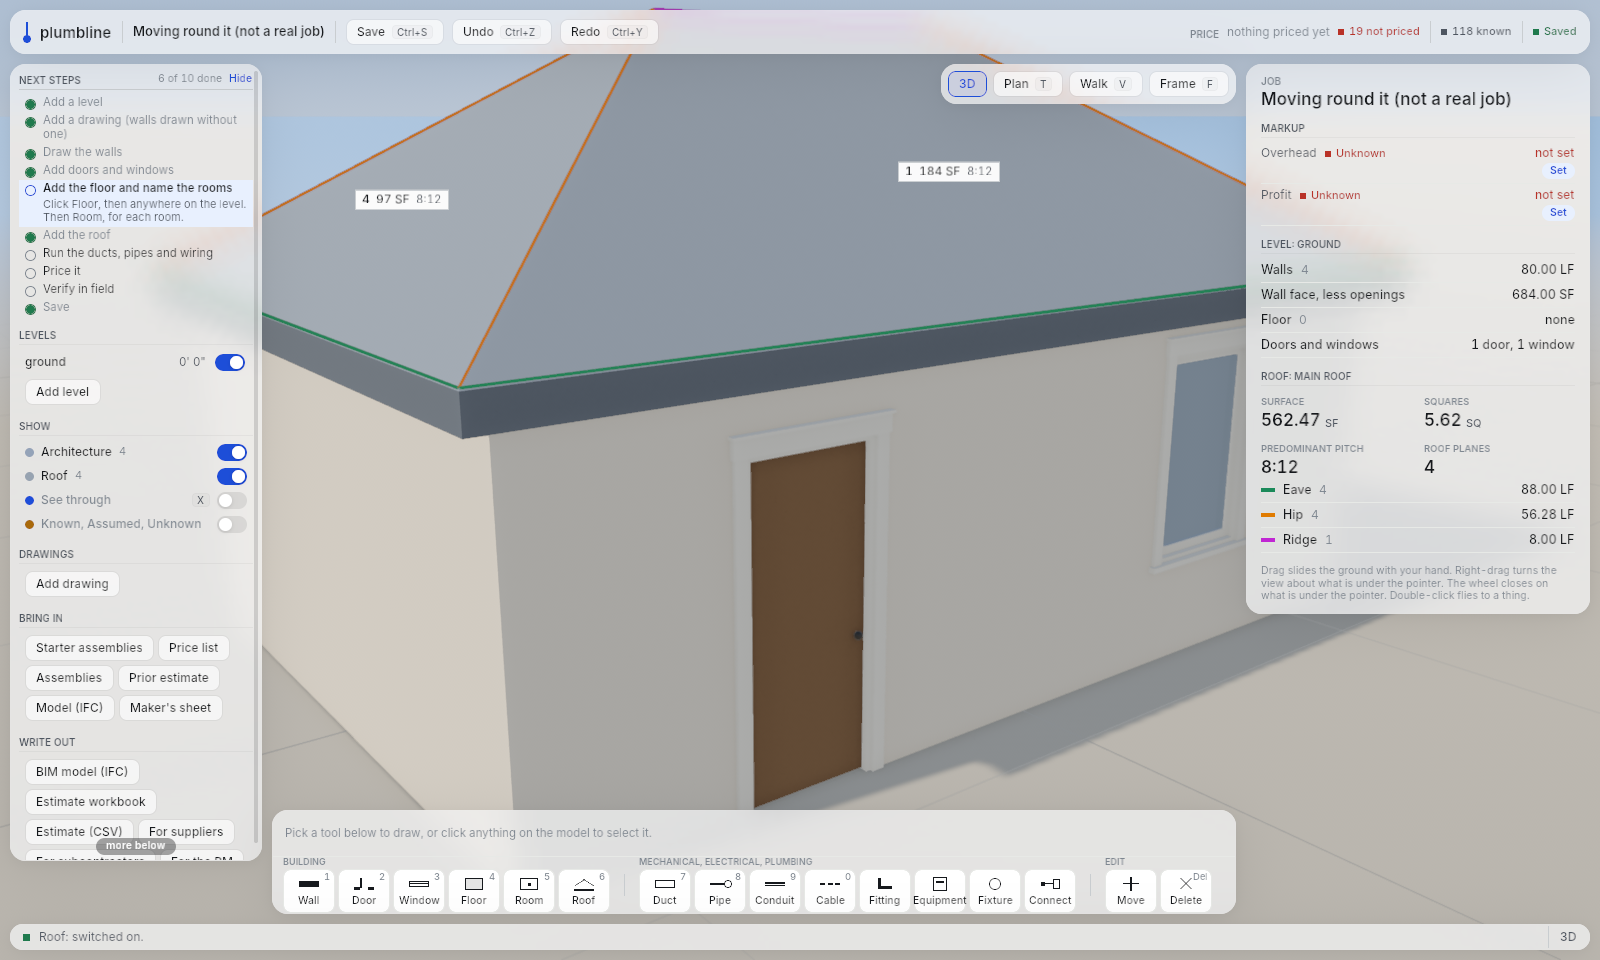 plumbline
Moving round it (not a real job)
Save Ctrl+S
Undo Ctrl+Z
Redo Ctrl+Y
PRICE nothing priced yet 19 not priced
118 known
Saved
NEXT STEPS 6 of 10 done Hide
Add a level
Add a drawing (walls drawn without
one)
Draw the walls
Add doors and windows
Add the floor and name the rooms
Click Floor, then anywhere on the level.
Then Room, for each room.
Add the roof
Run the ducts, pipes and wiring
Price it
Verify in field
Save
LEVELS
ground 0' 0"
Add level
SHOW
Architecture 4
Roof 4
See through X
Known, Assumed, Unknown
DRAWINGS
Add drawing
BRING IN
Starter assemblies Price list
Assemblies Prior estimate
Model (IFC) Maker's sheet
WRITE OUT
BIM model (IFC)
Estimate workbook
Estimate (CSV) For suppliers
more below
For subcontractors For the PM
3D Plan T Walk V Frame F
4 97 SF 8:12
1 184 SF 8:12
JOB
Moving round it (not a real job)
MARKUP
Overhead Unknown not set
Set
Profit Unknown not set
Set
LEVEL: GROUND
Walls 4 80.00 LF
Wall face, less openings 684.00 SF
Floor 0 none
Doors and windows 1 door, 1 window
ROOF: MAIN ROOF
SURFACE SQUARES
562.47 SF 5.62 SQ
PREDOMINANT PITCH ROOF PLANES
8:12 4
Eave 4 88.00 LF
Hip 4 56.28 LF
Ridge 1 8.00 LF
Drag slides the ground with your hand. Right-drag turns the
view about what is under the pointer. The wheel closes on
what is under the pointer. Double-click flies to a thing.
Pick a tool below to draw, or click anything on the model to select it.
BUILDING MECHANICAL, ELECTRICAL, PLUMBING EDIT
1 2 3 4 5 6 7 8 9 0 Del
Wall Door Window Floor Room Roof Duct Pipe Conduit Cable Fitting Equipment Fixture Connect Move Delete
Roof: switched on.
3D